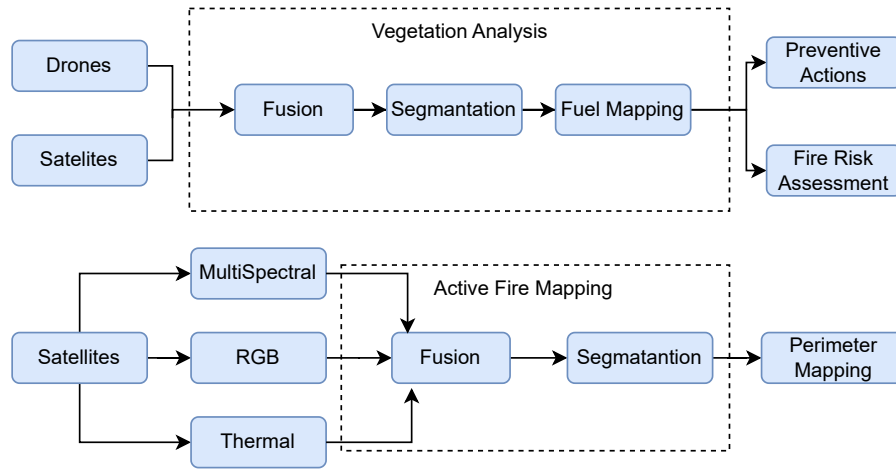 Vegetation Analysis
Drones
Satelites
Fusion
Segmantation
Fuel Mapping
Preventive
Actions
Fire Risk
Assessment
Active Fire Mapping
Satellites
MultiSpectral
RGB
Thermal
Fusion
Segmatantion
Perimeter
Mapping